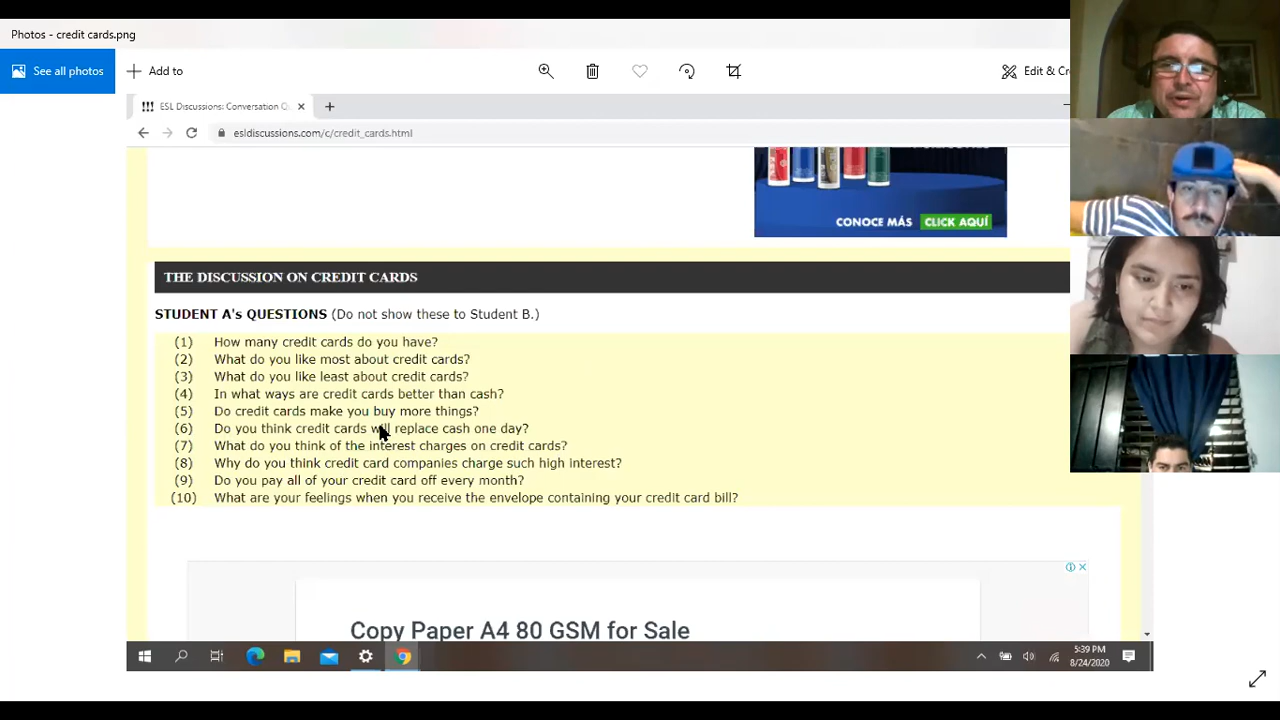 Photos - credit cards.png
See all photos
Add to
Edit & Cr
ESL Discussions: Conversation Q
esldiscussions.com/c/credit_cards.html
CONOCE MÁS CLICK AQUÍ
THE DISCUSSION ON CREDIT CARDS
STUDENT A's QUESTIONS (Do not show these to Student B.)
(1) How many credit cards do you have?
(2) What do you like most about credit cards?
(3) What do you like least about credit cards?
(4) In what ways are credit cards better than cash?
(5) Do credit cards make you buy more things?
(6) Do you think credit cards will replace cash one day?
(7) What do you think of the interest charges on credit cards?
(8) Why do you think credit card companies charge such high interest?
(9) Do you pay all of your credit card off every month?
(10) What are your feelings when you receive the envelope containing your credit card bill?
Copy Paper A4 80 GSM for Sale
5:39 PM
8/24/2020